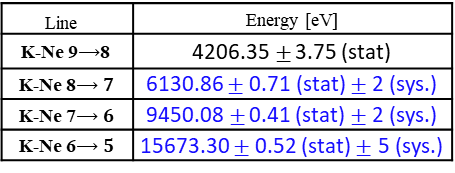 Line Energy [eV]
K-Ne 9→8 4206.35 ± 3.75 (stat)
K-Ne 8→ 7 6130.86 ± 0.71 (stat) ± 2 (sys.)
K-Ne 7→ 6 9450.08 ± 0.41 (stat) ± 2 (sys.)
K-Ne 6→ 5 15673.30 ± 0.52 (stat) ± 5 (sys.)